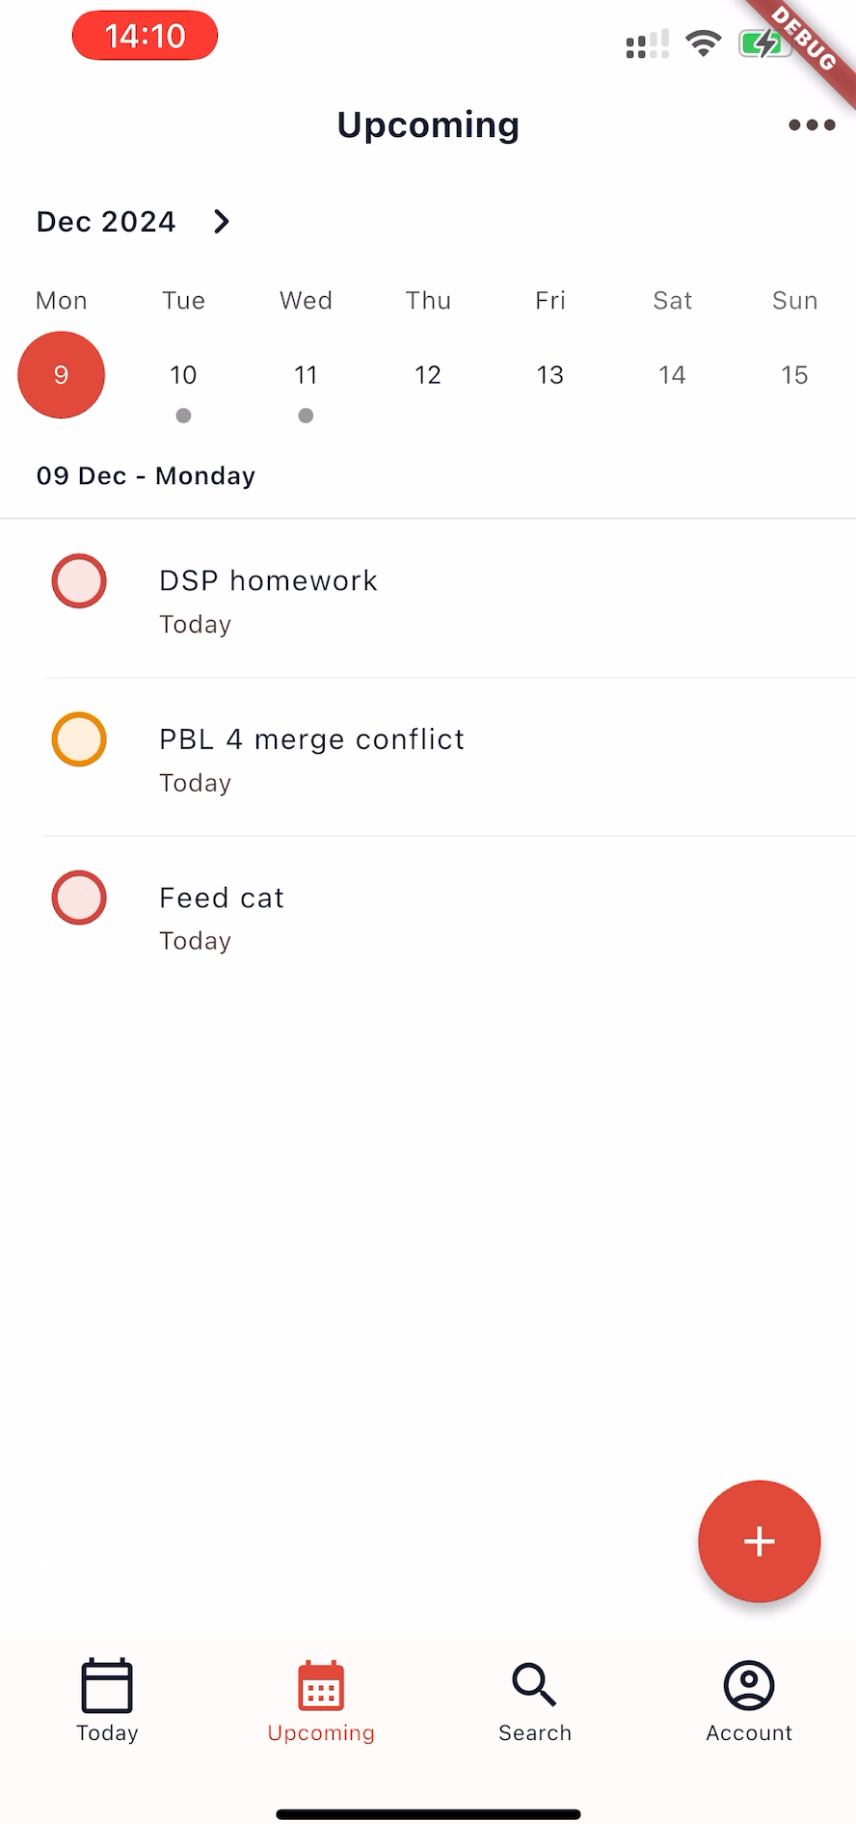 14:10
DEBUG
Upcoming
Dec 2024
Mon Tue Wed Thu Fri Sat Sun
9 10 11 12 13 14 15
09 Dec - Monday
DSP homework
Today
PBL 4 merge conflict
Today
Feed cat
Today
Today Upcoming Search Account